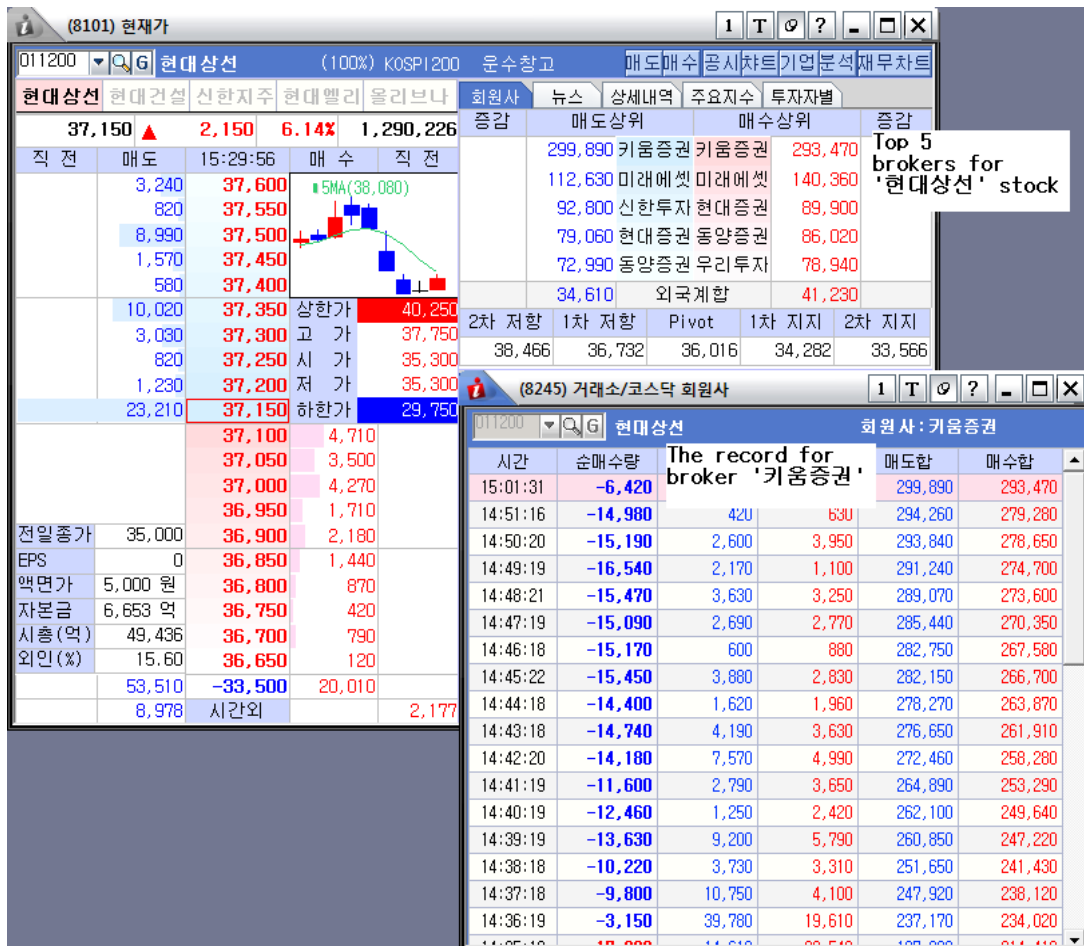 (8101) 현재가 1 T ?
011200 G 현대상선 (100%) KOSPI200 운수창고 매도 매수 공시 챠트 기업 분석 재무 차트
현대상선 현대건설 신한지주 현대엘리 올리브나
37,150 ▲ 2,150 6.14% 1,290,226
직 전 매도 15:29:56 매 수 직 전
3,240 37,600
820 37,550
8,990 37,500
1,570 37,450
580 37,400
5MA(38,080)
10,020 37,350 상한가 40,250
3,030 37,300 고 가 37,750
820 37,250 시 가 35,300
1,230 37,200 저 가 35,300
23,210 37,150 하한가 29,750
37,100 4,710
37,050 3,500
37,000 4,270
36,950 1,710
전일종가 35,000 36,900 2,180
EPS 0 36,850 1,440
액면가 5,000 원 36,800 870
자본금 6,653 억 36,750 420
시총(억) 49,436 36,700 790
외인(%) 15.60 36,650 120
53,510 -33,500 20,010
8,978 시간외 2,177
회원사 뉴스 상세내역 주요지수 투자자별
증감 매도상위 매수상위 증감
299,890 키움증권 키움증권 293,470
112,630 미래에셋 미래에셋 140,360
92,800 신한투자 현대증권 89,900
79,060 현대증권 동양증권 86,020
72,990 동양증권 우리투자 78,940
34,610 외국계합 41,230
2차 저항 1차 저항 Pivot 1차 지지 2차 지지
38,466 36,732 36,016 34,282 33,566
Top 5
brokers for
'현대상선' stock
(8245) 거래소/코스닥 회원사 1 T ?
011200 G 현대상선 회원사:키움증권
시간 순매수량 매도합 매수합
The record for
broker '키움증권'
15:01:31 -6,420 299,890 293,470
14:51:16 -14,980 420 630 294,260 279,280
14:50:20 -15,190 2,600 3,950 293,840 278,650
14:49:19 -16,540 2,170 1,100 291,240 274,700
14:48:21 -15,470 3,630 3,250 289,070 273,600
14:47:19 -15,090 2,690 2,770 285,440 270,350
14:46:18 -15,170 600 880 282,750 267,580
14:45:22 -15,450 3,880 2,830 282,150 266,700
14:44:18 -14,400 1,620 1,960 278,270 263,870
14:43:18 -14,740 4,190 3,630 276,650 261,910
14:42:20 -14,180 7,570 4,990 272,460 258,280
14:41:19 -11,600 2,790 3,650 264,890 253,290
14:40:19 -12,460 1,250 2,420 262,100 249,640
14:39:19 -13,630 9,200 5,790 260,850 247,220
14:38:18 -10,220 3,730 3,310 251,650 241,430
14:37:18 -9,800 10,750 4,100 247,920 238,120
14:36:19 -3,150 39,780 19,610 237,170 234,020